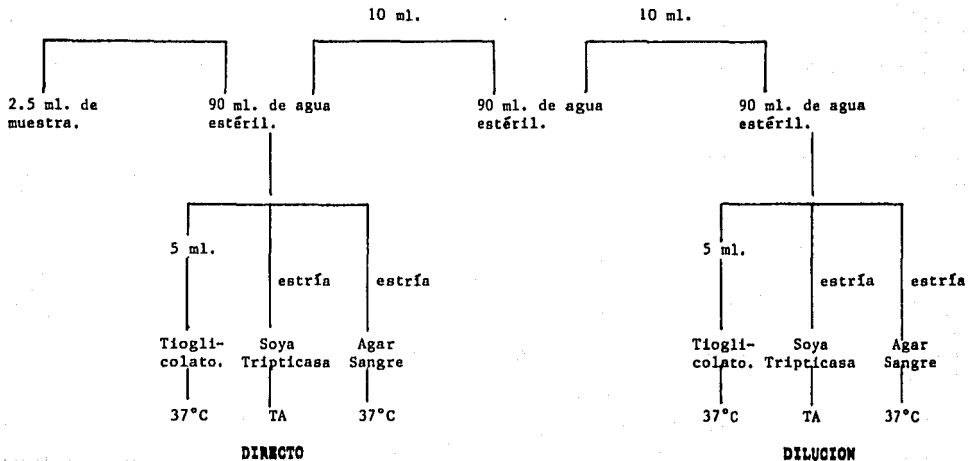 10 ml.
10 ml.
2.5 ml. de
muestra.
90 ml. de agua
estéril.
90 ml. de agua
estéril.
90 ml. de agua
estéril.
5 ml.
estría
estría
Tiogli-
colato.
Soya
Tripticasa
Agar
Sangre
37°C
TA
37°C
DIRECTO
5 ml.
estría
estría
Tiogli-
colato.
Soya
Tripticasa
Agar
Sangre
37°C
TA
37°C
DILUCION